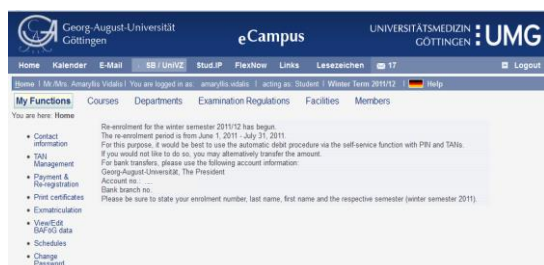 Georg-August-Universität
Göttingen
eCampus
UNIVERSITÄTSMEDIZIN
GÖTTINGEN
UMG
Home Kalender E-Mail SB / UniVZ Stud.IP FlexNow Links Lesezeichen 17 Logout
Home | Mr./Mrs. Amaryllis Vidalis | You are logged in as: amaryllis.vidalis | acting as: Student | Winter Term 2011/12 | Help
My Functions Courses Departments Examination Regulations Facilities Members
You are here: Home
Contact information
TAN Management
Payment & Re-registration
Print certificates
Exmatriculation
View/Edit BAFöG data
Schedules
Change Password
Re-enrolment for the winter semester 2011/12 has begun.
The re-enrolment period is from June 1, 2011 - July 31, 2011.
For this purpose, it would be best to use the automatic debit procedure via the self-service function with PIN and TANs.
If you would not like to do so, you may alternatively transfer the amount.
For bank transfers, please use the following account information:
Georg-August-Universität, The President
Account no.: ...
Bank branch no.
Please be sure to state your enrolment number, last name, first name and the respective semester (winter semester 2011).